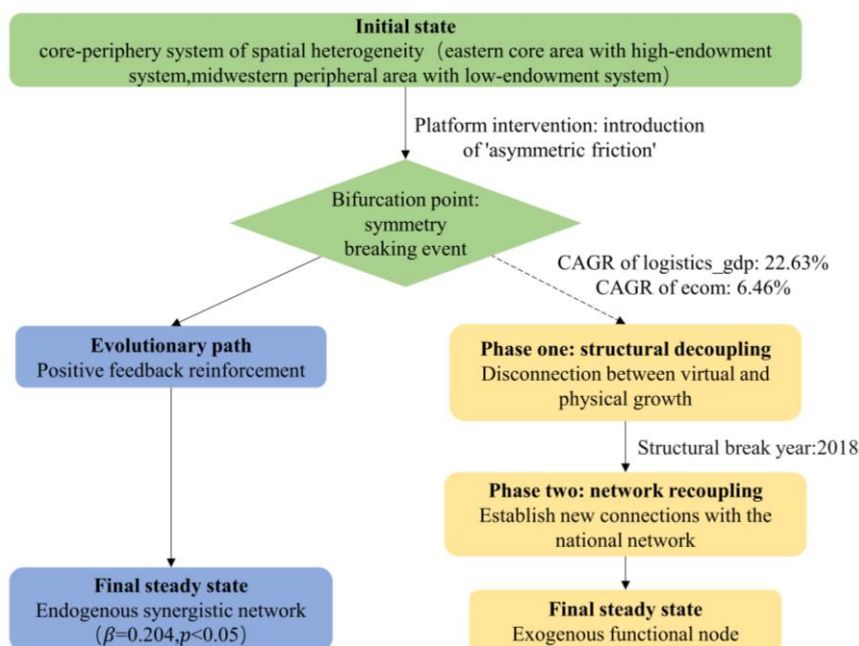 Initial state
core-periphery system of spatial heterogeneity（eastern core area with high-endowment
system,midwestern peripheral area with low-endowment system）
Platform intervention: introduction
of 'asymmetric friction'
Bifurcation point:
symmetry
breaking event
CAGR of logistics_gdp: 22.63%
CAGR of ecom: 6.46%
Evolutionary path
Positive feedback reinforcement
Phase one: structural decoupling
Disconnection between virtual and
physical growth
Structural break year:2018
Phase two: network recoupling
Establish new connections with the
national network
Final steady state
Endogenous synergistic network
（β=0.204,p<0.05）
Final steady state
Exogenous functional node